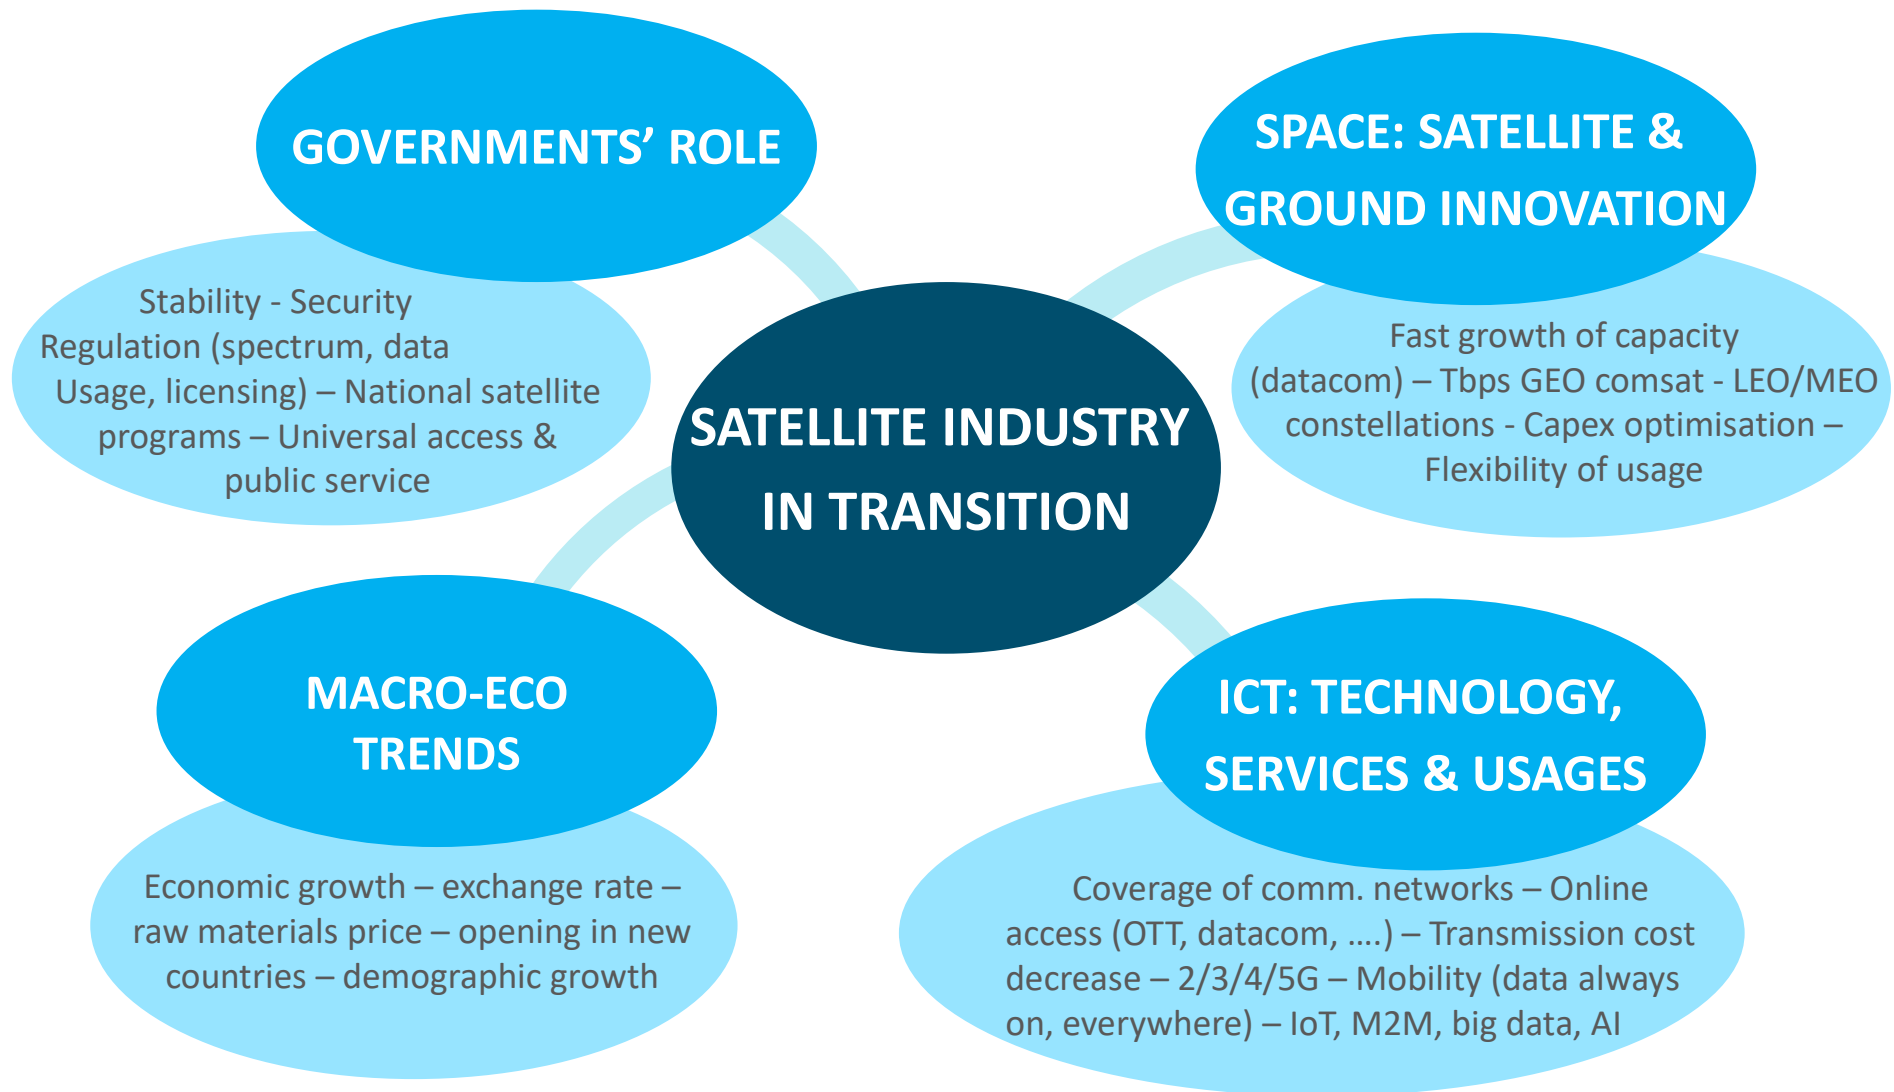 GOVERNMENTS’ ROLE
Stability - Security
Regulation (spectrum, data
Usage, licensing) – National satellite
programs – Universal access &
public service
SPACE: SATELLITE &
GROUND INNOVATION
Fast growth of capacity
(datacom) – Tbps GEO comsat - LEO/MEO
constellations - Capex optimisation –
Flexibility of usage
SATELLITE INDUSTRY
IN TRANSITION
MACRO-ECO
TRENDS
Economic growth – exchange rate –
raw materials price – opening in new
countries – demographic growth
ICT: TECHNOLOGY,
SERVICES & USAGES
Coverage of comm. networks – Online
access (OTT, datacom, ….) – Transmission cost
decrease – 2/3/4/5G – Mobility (data always
on, everywhere) – IoT, M2M, big data, AI